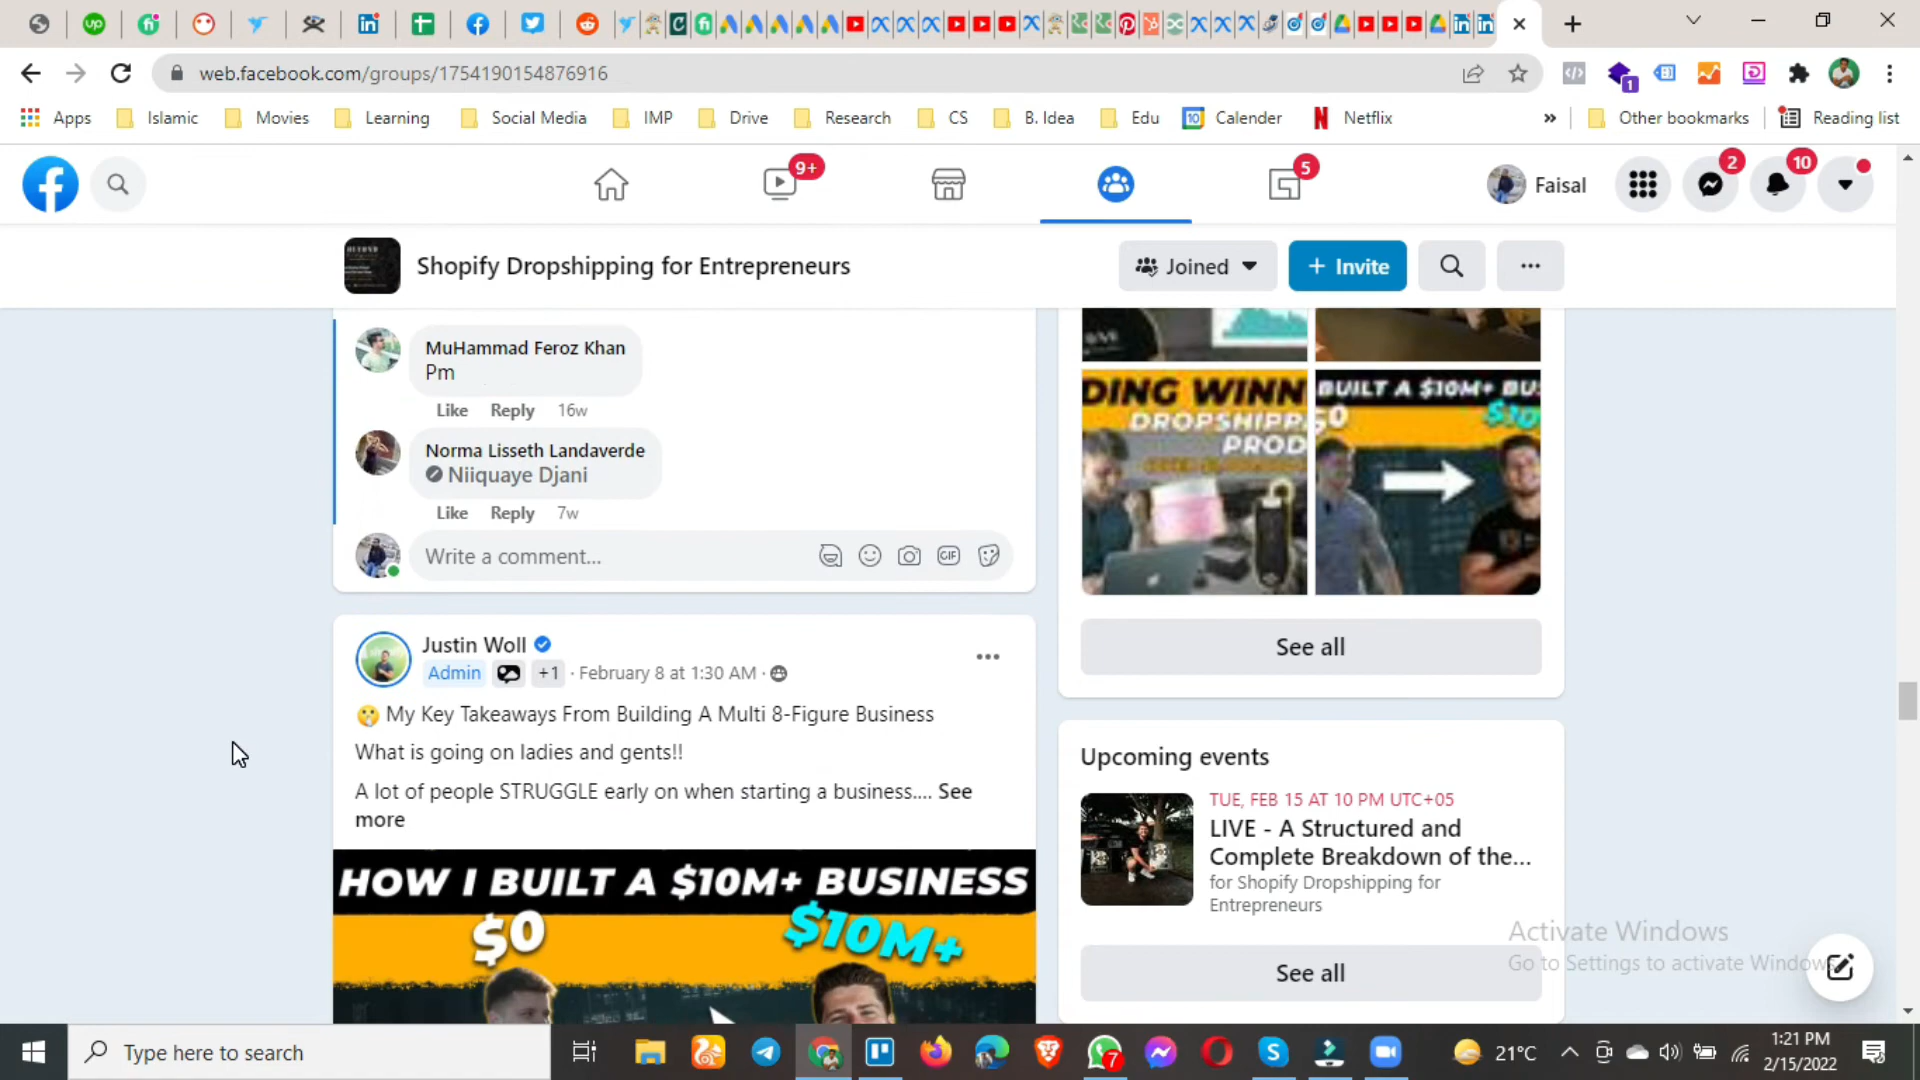 web.facebook.com/groups/1754190154876916
Apps
Islamic
Movies
Learning
Social Media
IMP
Drive
Research
CS
B. Idea
Edu
Calender
Netflix
»
Other bookmarks
Reading list
9+
5
Faisal
2
10
Shopify Dropshipping for Entrepreneurs
Joined
+ Invite
MuHammad Feroz Khan
Pm
Like Reply 16w
Norma Lisseth Landaverde
Niiquaye Djani
Like Reply 7w
Write a comment...
GIF
Justin Woll
Admin +1 · February 8 at 1:30 AM ·
My Key Takeaways From Building A Multi 8-Figure Business
What is going on ladies and gents!!
A lot of people STRUGGLE early on when starting a business.... See
more
HOW I BUILT A $10M+ BUSINESS
$0 $10M+
DING WINN
DROPSHIPP
PROD
BUILT A $10M+ BU
See all
Upcoming events
TUE, FEB 15 AT 10 PM UTC+05
LIVE - A Structured and
Complete Breakdown of the...
for Shopify Dropshipping for
Entrepreneurs
See all
Activate Windows
Go to Settings to activate Windows
Type here to search
7
21°C
1:21 PM
2/15/2022